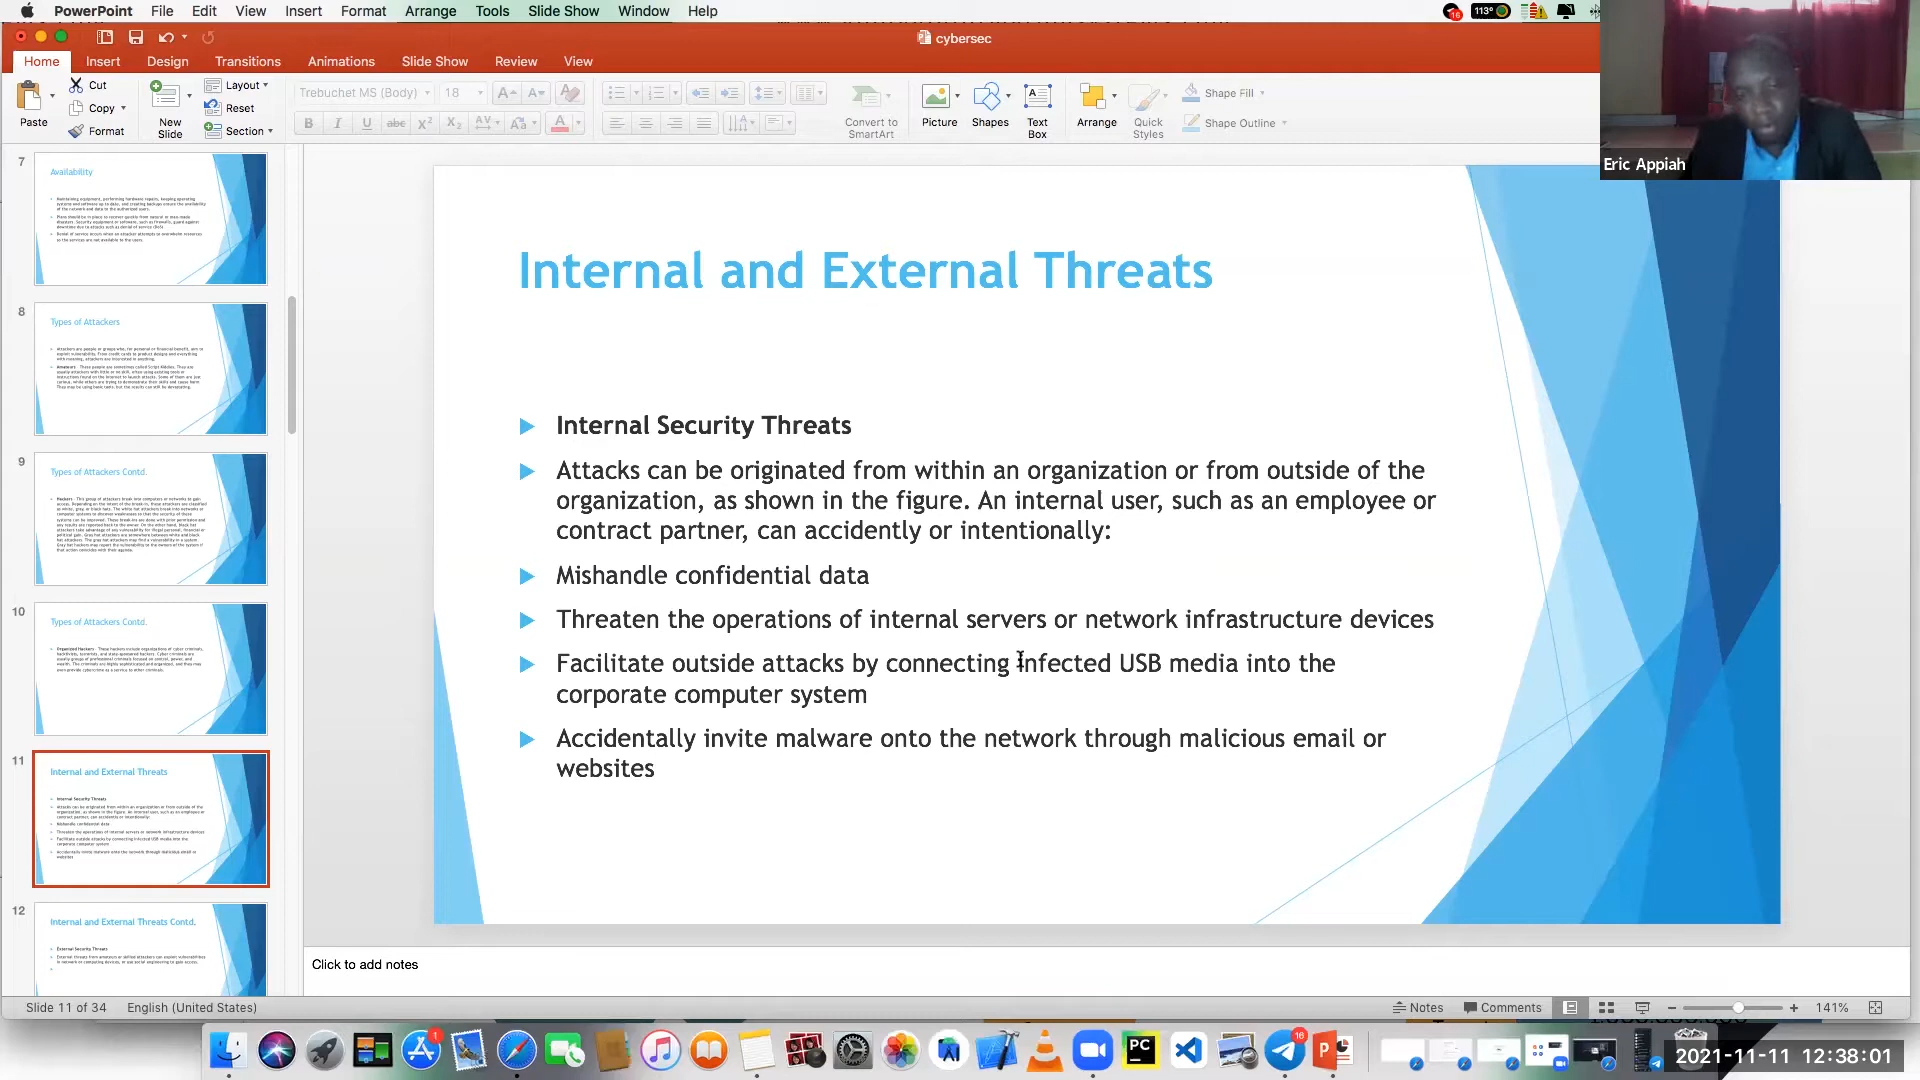 PowerPoint File Edit View Insert Format Arrange Tools Slide Show Window Help
113°
cybersec
Home Insert Design Transitions Animations Slide Show Review View
Paste
Cut
Copy
Format
New Slide
Layout
Reset
Section
Trebuchet MS (Body) 18
Convert to SmartArt
Picture
Shapes
Text Box
Arrange
Quick Styles
Shape Fill
Shape Outline
Eric Appiah
7
Availability
8
Types of Attackers
9
Types of Attackers Contd.
10
Types of Attackers Contd.
11
Internal and External Threats
12
Internal and External Threats Contd.
External Security Threats
Internal and External Threats
Internal Security Threats
Attacks can be originated from within an organization or from outside of the
organization, as shown in the figure. An internal user, such as an employee or
contract partner, can accidently or intentionally:
Mishandle confidential data
Threaten the operations of internal servers or network infrastructure devices
Facilitate outside attacks by connecting infected USB media into the
corporate computer system
Accidentally invite malware onto the network through malicious email or
websites
Click to add notes
Slide 11 of 34 English (United States)
Notes Comments 141%
2021-11-11 12:38:01